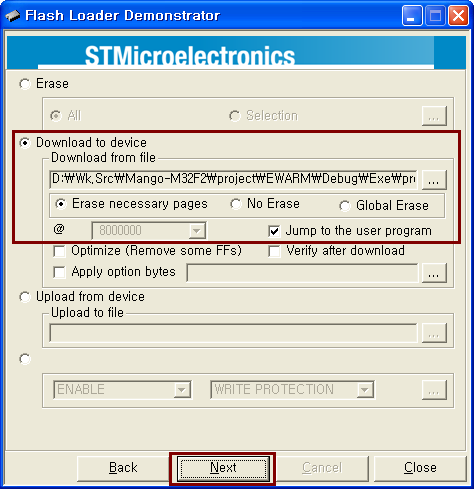 Flash Loader Demonstrator
STMicroelectronics
Erase
All
Selection
...
Download to device
Download from file
D:₩Wk,Src₩Mango-M32F2₩project₩EWARM₩Debug₩Exe₩pro
...
Erase necessary pages
No Erase
Global Erase
@
8000000
Jump to the user program
Optimize (Remove some FFs)
Verify after download
Apply option bytes
...
Upload from device
Upload to file
...
ENABLE
WRITE PROTECTION
...
Back
Next
Cancel
Close